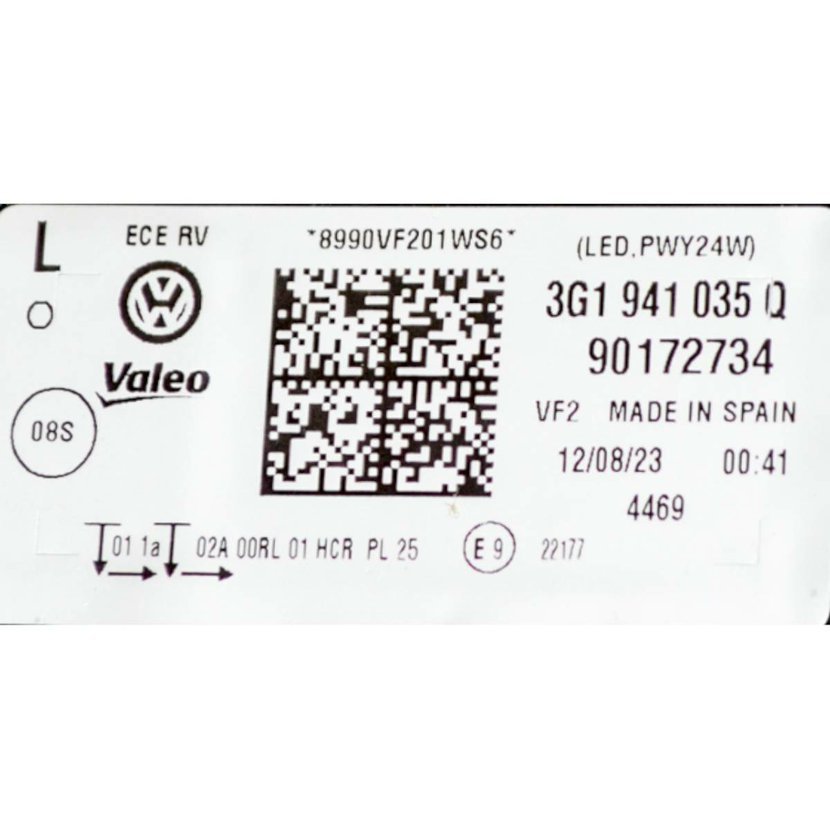 L
ECE RV
*8990VF201WS6*
(LED,PWY24W)
3G1 941 035 Q
90172734
Valeo
VF2 MADE IN SPAIN
08S
12/08/23 00:41
4469
01 1a 02A 00RL 01 HCR PL 25 E9 22177